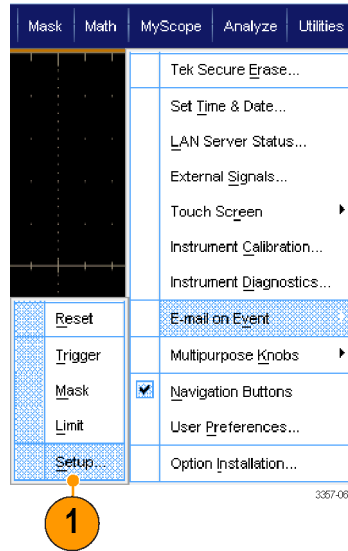 Mask Math MyScope Analyze Utilities
Tek Secure Erase...
Set Time & Date...
LAN Server Status...
External Signals...
Touch Screen
Instrument Calibration...
Instrument Diagnostics...
E-mail on Event
Multipurpose Knobs
Navigation Buttons
User Preferences...
Option Installation...
Reset
Trigger
Mask
Limit
Setup...
3357-06
1